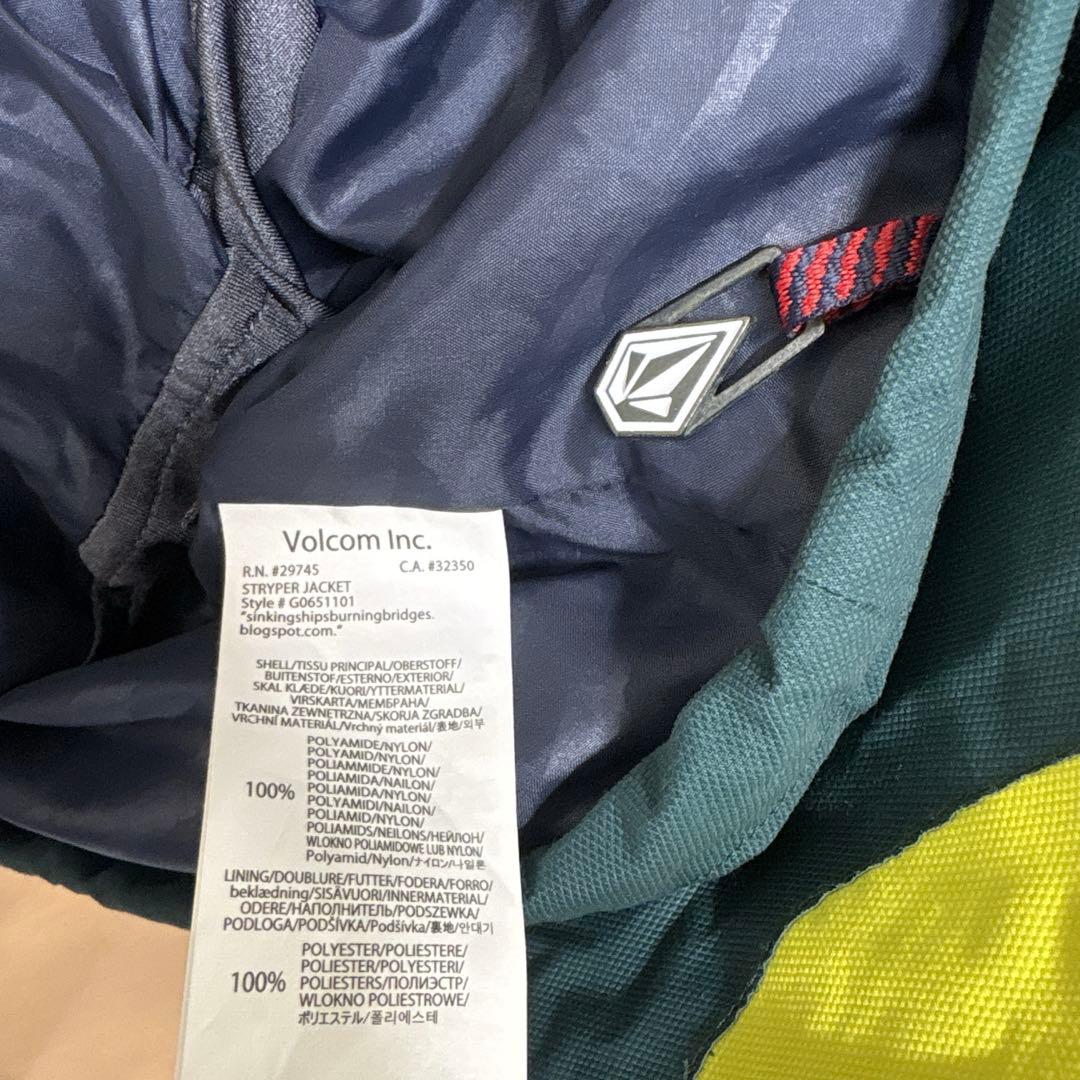 Volcom Inc.
R.N. #29745 C.A. #32350
STRYPER JACKET
Style # G0651101
"sinkingshipsburningbridges.
blogspot.com."
SHELL/TISSU PRINCIPAL/OBERSTOFF/
BUITENSTOF/ESTERNO/EXTERIOR/
SKAL KLÆDE/KUORI/YTTERMATERIAL/
VIRSKARTA/МЕМБРАНА/
TKANINA ZEWNĘTRZNA/SKORJA ZGRADBA/
VRCHNÍ MATERIÁL/Vrchný materiál/表地/외부
POLYAMIDE/NYLON/
POLYAMID/NYLON/
POLIAMMIDE/NYLON/
POLIAMIDA/NAILON/
100% POLIAMIDA/NYLON/
POLYAMIDI/NAILON/
POLIAMID/NYLON/
POLIAMIDS/NEILONS/НЕЙЛОН/
WLOKNO POLIAMIDOWE LUB NYLON/
Polyamid/Nylon/ナイロン/나일론
LINING/DOUBLURE/FUTTER/FODERA/FORRO/
beklædning/SISÄVUORI/INNERMATERIAL/
ODERE/НАПОЛНИТЕЛЬ/PODSZEWKA/
PODLOGA/PODŠÍVKA/Podšívka/裏地/안대기
POLYESTER/POLIESTERE/
POLIESTER/POLYESTERI/
100% POLIESTERS/ПОЛИЭСТР/
WLOKNO POLIESTROWE/
ポリエステル/폴리에스테